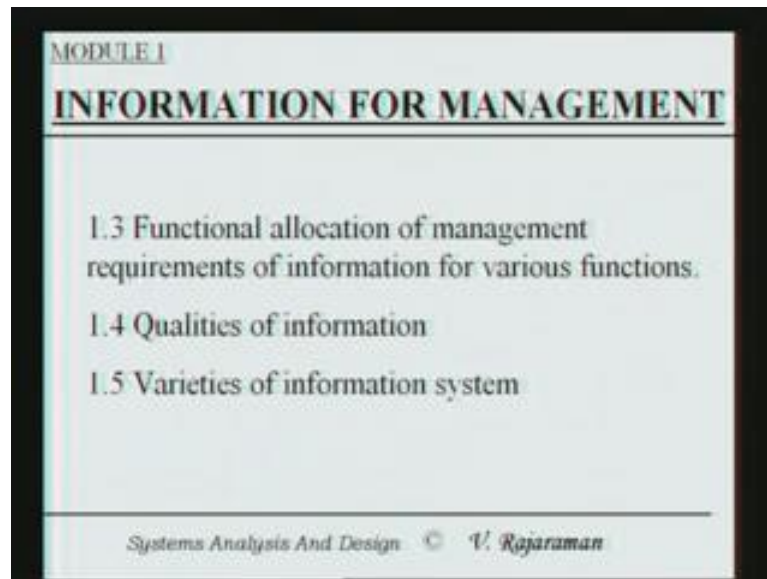 MODULE 1
INFORMATION FOR MANAGEMENT
1.3 Functional allocation of management
requirements of information for various functions.
1.4 Qualities of information
1.5 Varieties of information system
Systems Analysis And Design © V. Rajaraman